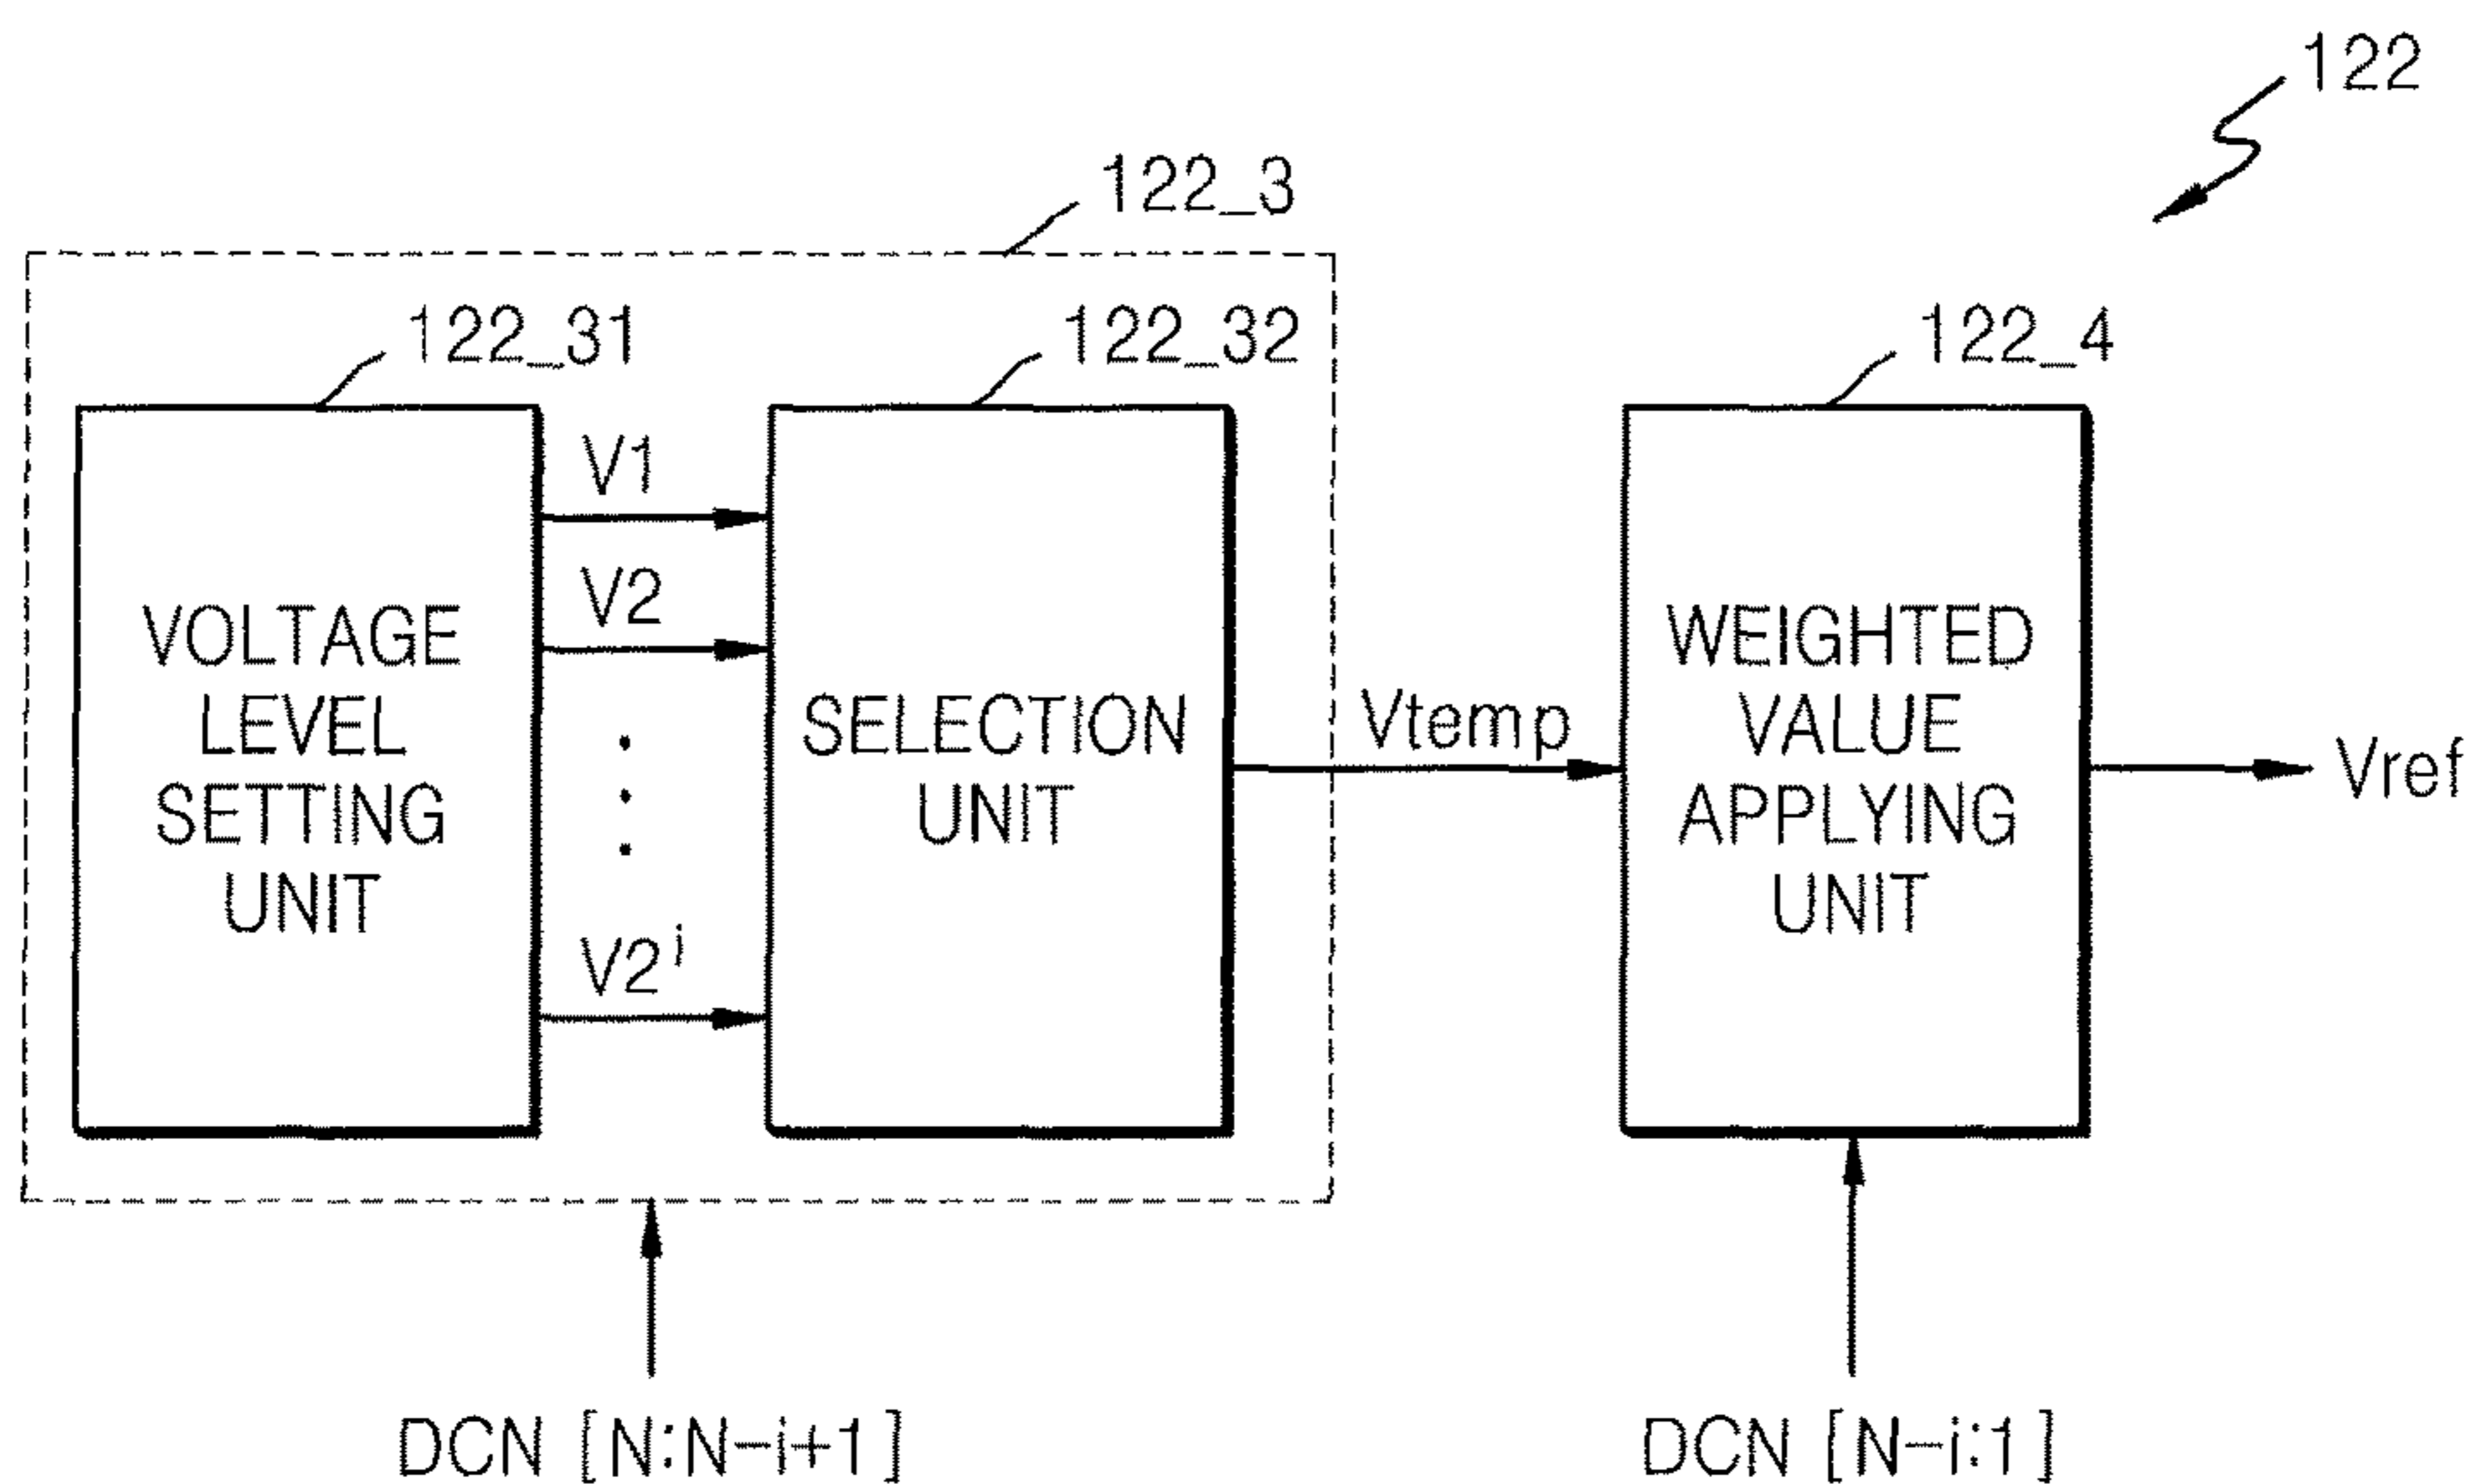 122
122_3
122_31
122_32
122_4
V1
V2
V2^i
VOLTAGE
LEVEL
SETTING
UNIT
SELECTION
UNIT
Vtemp
WEIGHTED
VALUE
APPLYING
UNIT
Vref
DCN [N:N-i+1]
DCN [N-i:1]